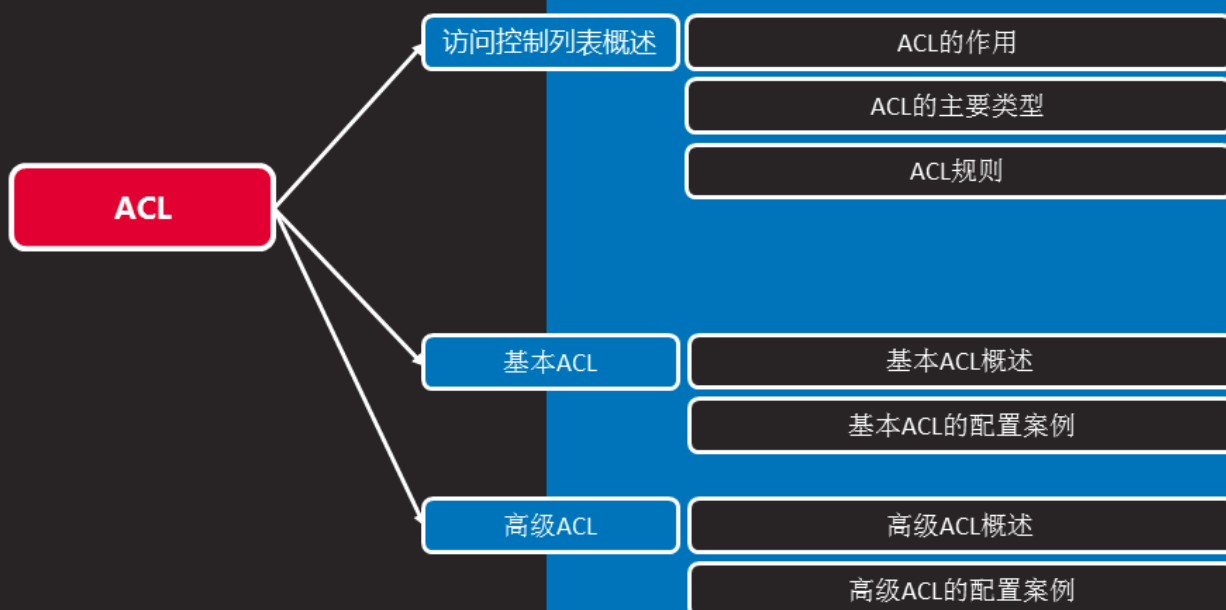 ACL
访问控制列表概述
ACL的作用
ACL的主要类型
ACL规则
基本ACL
基本ACL概述
基本ACL的配置案例
高级ACL
高级ACL概述
高级ACL的配置案例